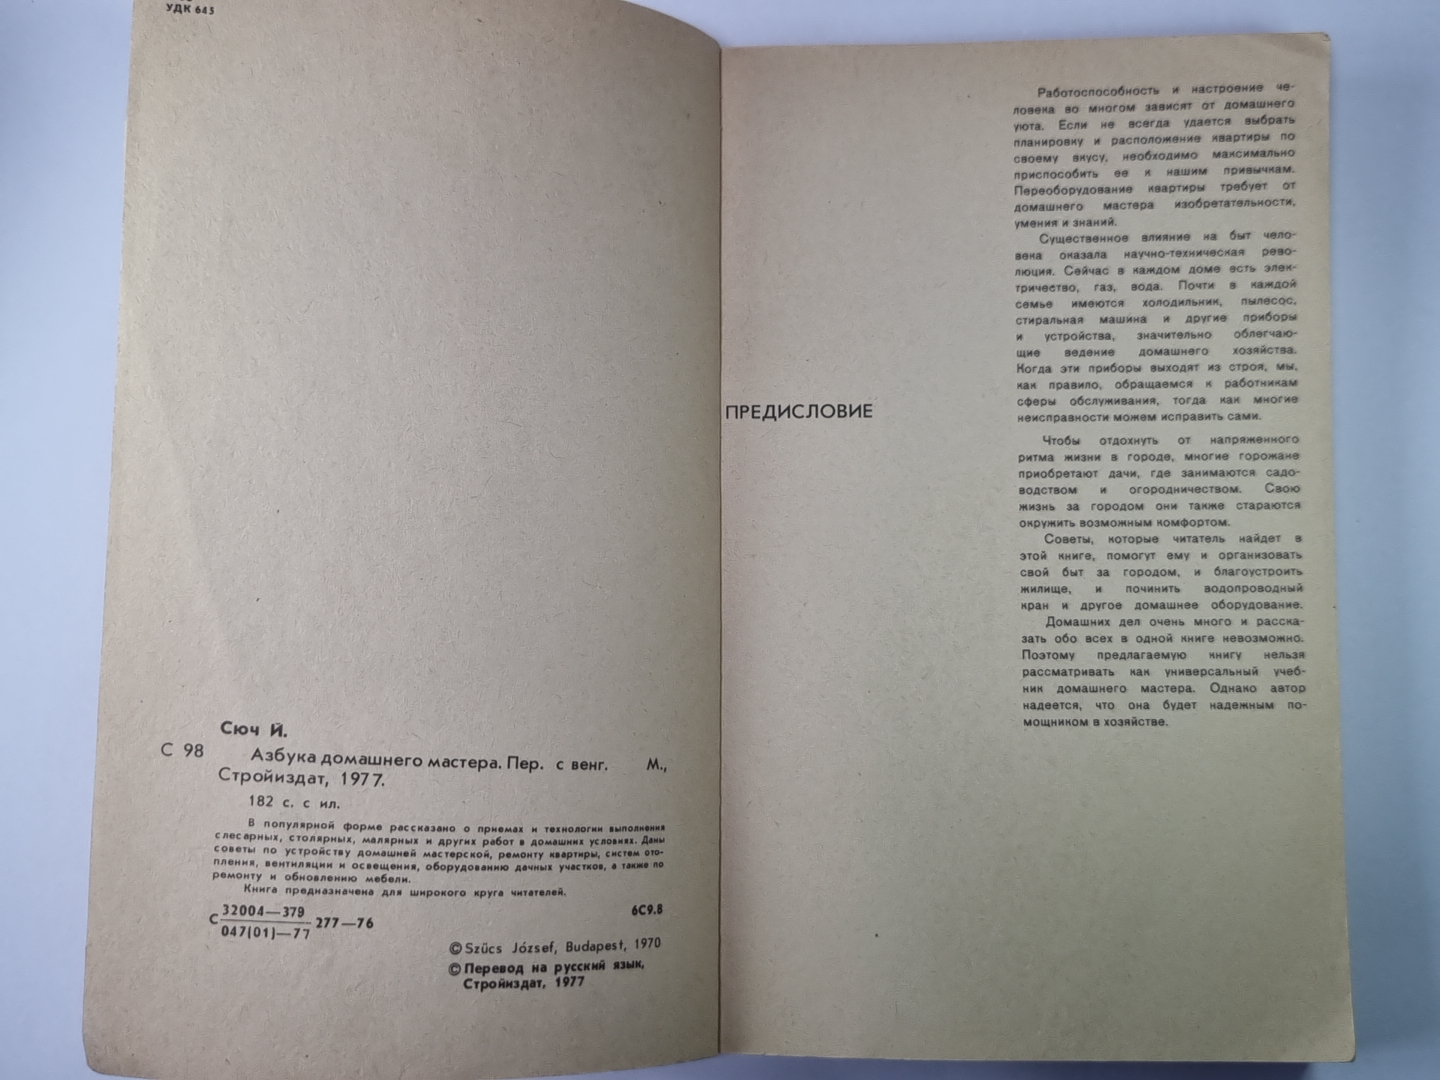 УДК 645
Сюч Й.
С 98
Азбука домашнего мастера. Пер. с венг. М.,
Стройиздат, 1977.
182 с. с ил.
В популярной форме рассказано о приемах и технологии выполнения
слесарных, столярных, малярных и других работ в домашних условиях. Даны
советы по устройству домашней мастерской, ремонту квартиры, систем ото-
пления, вентиляции и освещения, оборудованию дачных участков, а также по
ремонту и обновлению мебели.
Книга предназначена для широкого круга читателей.
С 32004—379
047(01)—77 277—76
6С9.8
© Szücs József, Budapest, 1970
© Перевод на русский язык,
Стройиздат, 1977
ПРЕДИСЛОВИЕ
Работоспособность и настроение че-
ловека во многом зависят от домашнего
уюта. Если не всегда удается выбрать
планировку и расположение квартиры по
своему вкусу, необходимо максимально
приспособить ее к нашим привычкам.
Переоборудование квартиры требует от
домашнего мастера изобретательности,
умения и знаний.
Существенное влияние на быт чело-
века оказала научно-техническая рево-
люция. Сейчас в каждом доме есть элек-
тричество, газ, вода. Почти в каждой
семье имеются холодильник, пылесос,
стиральная машина и другие приборы
и устройства, значительно облегчаю-
щие ведение домашнего хозяйства.
Когда эти приборы выходят из строя, мы,
как правило, обращаемся к работникам
сферы обслуживания, тогда как многие
неисправности можем исправить сами.
Чтобы отдохнуть от напряженного
ритма жизни в городе, многие горожане
приобретают дачи, где занимаются садо-
водством и огородничеством. Свою
жизнь за городом они также стараются
окружить возможным комфортом.
Советы, которые читатель найдет в
этой книге, помогут ему и организовать
свой быт за городом, и благоустроить
жилище, и починить водопроводный
кран и другое домашнее оборудование.
Домашних дел очень много и расска-
зать обо всех в одной книге невозможно.
Поэтому предлагаемую книгу нельзя
рассматривать как универсальный учеб-
ник домашнего мастера. Однако автор
надеется, что она будет надежным по-
мощником в хозяйстве.